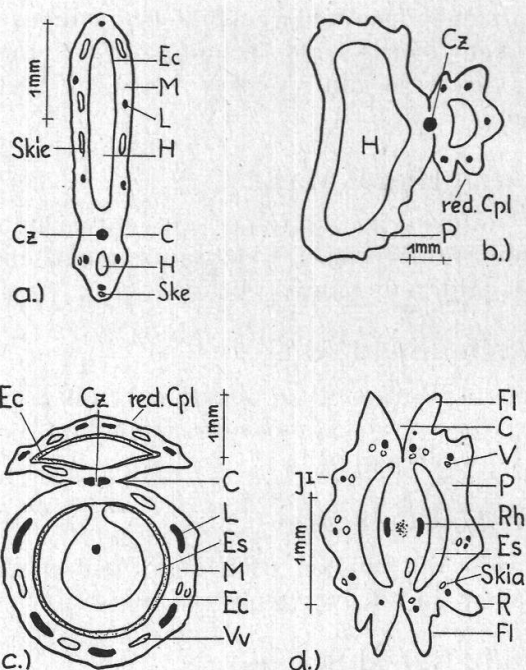 a.)
1mm
Ec
M
L
Skie
H
Cz
C
H
Ske
b.)
Cz
H
red. Cpl
P
1mm
c.)
Ec
Cz
red. Cpl
1mm
C
L
Es
M
Ec
Vv
d.)
Fl
C
V
J¹
P
Rh
1mm
Es
Skia
R
Fl